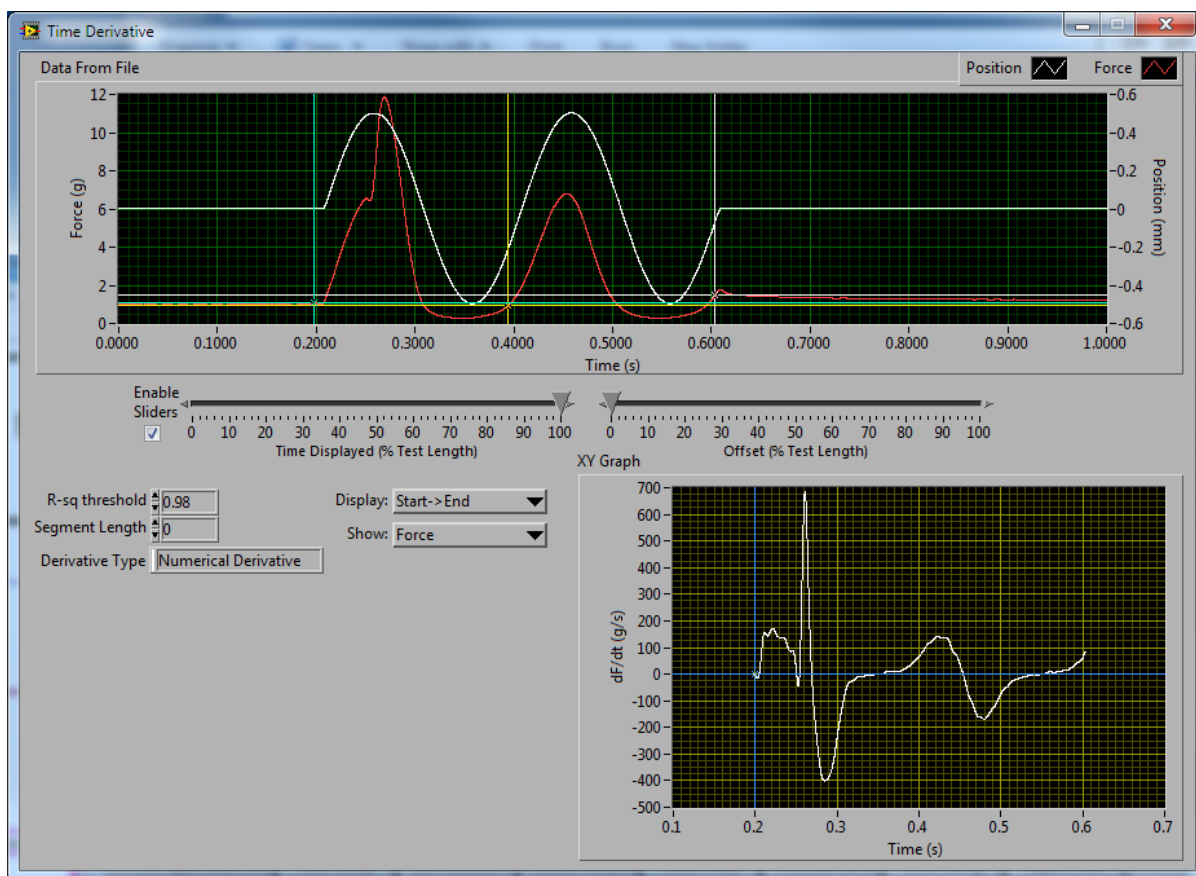 Time Derivative
Data From File
Position
Force
12
10
8
6
4
2
0
Force (g)
0.6
0.4
0.2
0
-0.2
-0.4
-0.6
Position (mm)
0.0000 0.1000 0.2000 0.3000 0.4000 0.5000 0.6000 0.7000 0.8000 0.9000 1.0000
Time (s)
Enable
Sliders
0 10 20 30 40 50 60 70 80 90 100
Time Displayed (% Test Length)
0 10 20 30 40 50 60 70 80 90 100
Offset (% Test Length)
R-sq threshold 0.98
Segment Length 0
Derivative Type Numerical Derivative
Display: Start->End
Show: Force
XY Graph
700
600
500
400
300
200
100
0
-100
-200
-300
-400
-500
dF/dt (g/s)
0.1 0.2 0.3 0.4 0.5 0.6 0.7
Time (s)